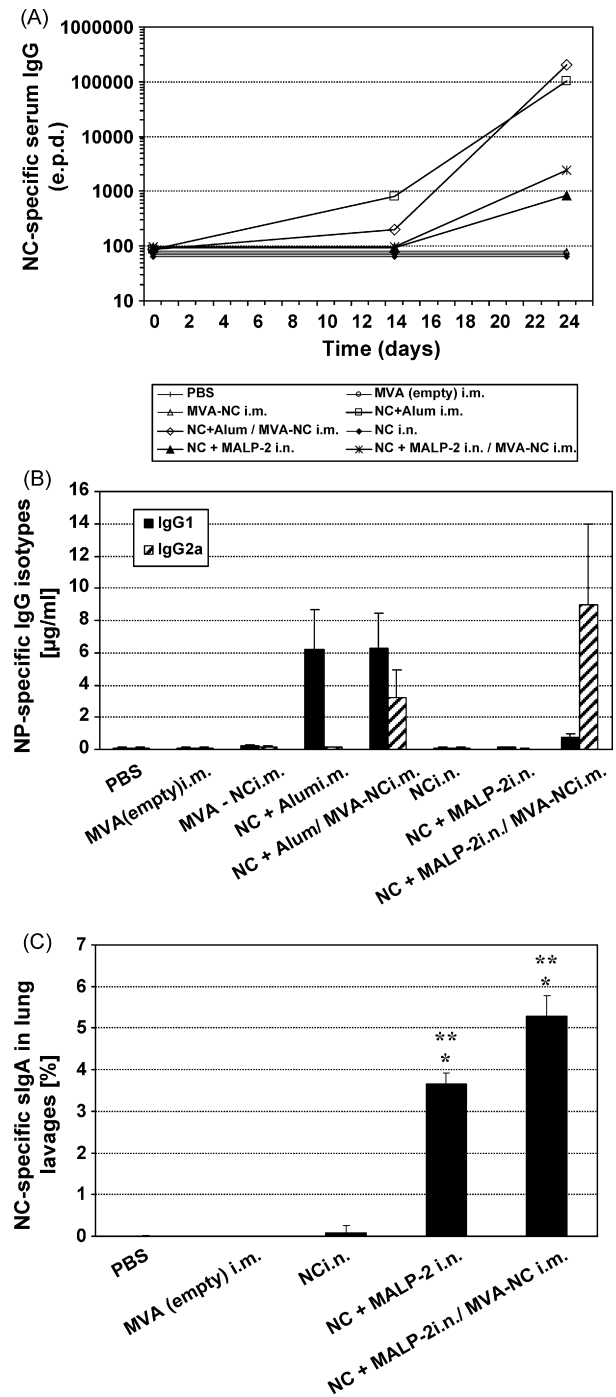 (A)
NC-specific serum IgG
(e.p.d.)
1000000
100000
10000
1000
100
10
0 2 4 6 8 10 12 14 16 18 20 22 24
Time (days)
PBS MVA (empty) i.m.
MVA-NC i.m. NC+Alum i.m.
NC+Alum / MVA-NC i.m. NC i.n.
NC + MALP-2 i.n. NC + MALP-2 i.n. / MVA-NC i.m.
(B)
NP-specific IgG isotypes
[µg/ml]
16
14
12
10
8
6
4
2
0
IgG1
IgG2a
PBS
MVA(empty)i.m.
MVA - NCi.m.
NC + Alumi.m.
NC + Alum/ MVA-NCi.m.
NCi.n.
NC + MALP-2i.n.
NC + MALP-2i.n./ MVA-NCi.m.
(C)
NC-specific sIgA in lung
lavages [%]
7
6
5
4
3
2
1
0
**
*
**
*
PBS
MVA (empty) i.m.
NCi.n.
NC + MALP-2 i.n.
NC + MALP-2i.n./ MVA-NC i.m.